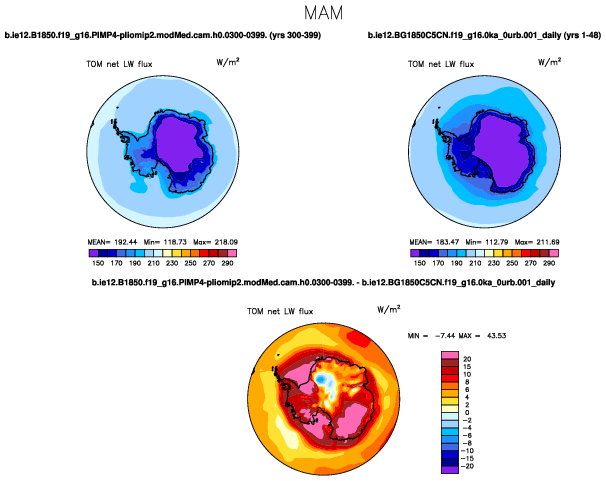 MAM
b.ie12.B1850.f19_g16.PIMP4-pliomip2.modMed.cam.h0.0300-0399. (yrs 300-399)
b.ie12.BG1850C5CN.f19_g16.0ka_0urb.001_daily (yrs 1-48)
TOM net LW flux W/m²
TOM net LW flux W/m²
MEAN= 192.44 Min= 118.73 Max= 218.09
MEAN= 183.47 Min= 112.79 Max= 211.69
150 170 190 210 230 250 270 290
150 170 190 210 230 250 270 290
b.ie12.B1850.f19_g16.PIMP4-pliomip2.modMed.cam.h0.0300-0399. - b.ie12.BG1850C5CN.f19_g16.0ka_0urb.001_daily
TOM net LW flux W/m²
MIN = -7.44 MAX = 43.53
20
15
10
8
6
4
2
0
-2
-4
-6
-8
-10
-15
-20